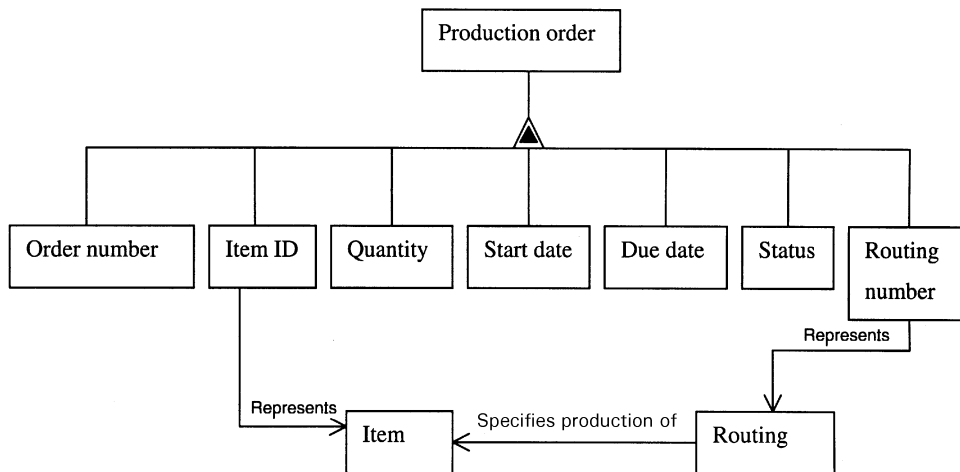 Production order
Order number
Item ID
Quantity
Start date
Due date
Status
Routing
number
Represents
Represents
Specifies production of
Item
Routing